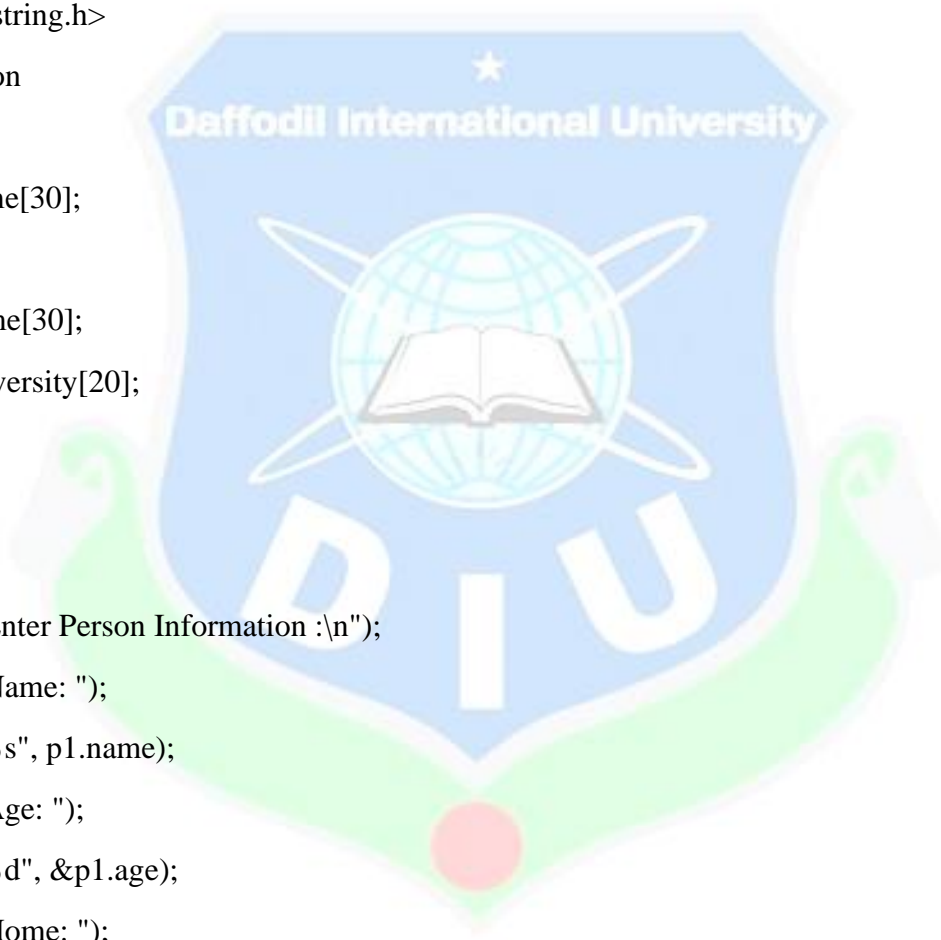 string.h>
on
Daffodil International University
ne[30];
ne[30];
versity[20];
nter Person Information :\n");
Name: ");
s", p1.name);
Age: ");
d", &p1.age);
Home: ");
D I U